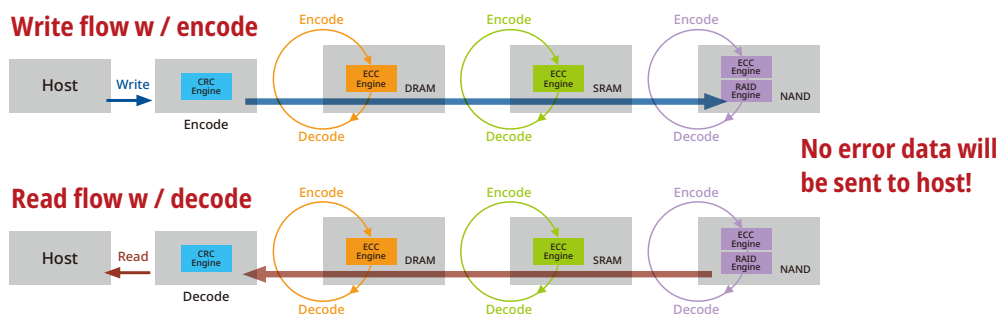 Write flow w / encode
Encode
Encode
Encode
Host
Write
CRC
Engine
Encode
ECC
Engine
DRAM
Decode
ECC
Engine
SRAM
Decode
ECC
Engine
RAID
Engine
NAND
Decode
No error data will
be sent to host!
Read flow w / decode
Encode
Encode
Encode
Host
Read
CRC
Engine
Decode
ECC
Engine
DRAM
Decode
ECC
Engine
SRAM
Decode
ECC
Engine
RAID
Engine
NAND
Decode